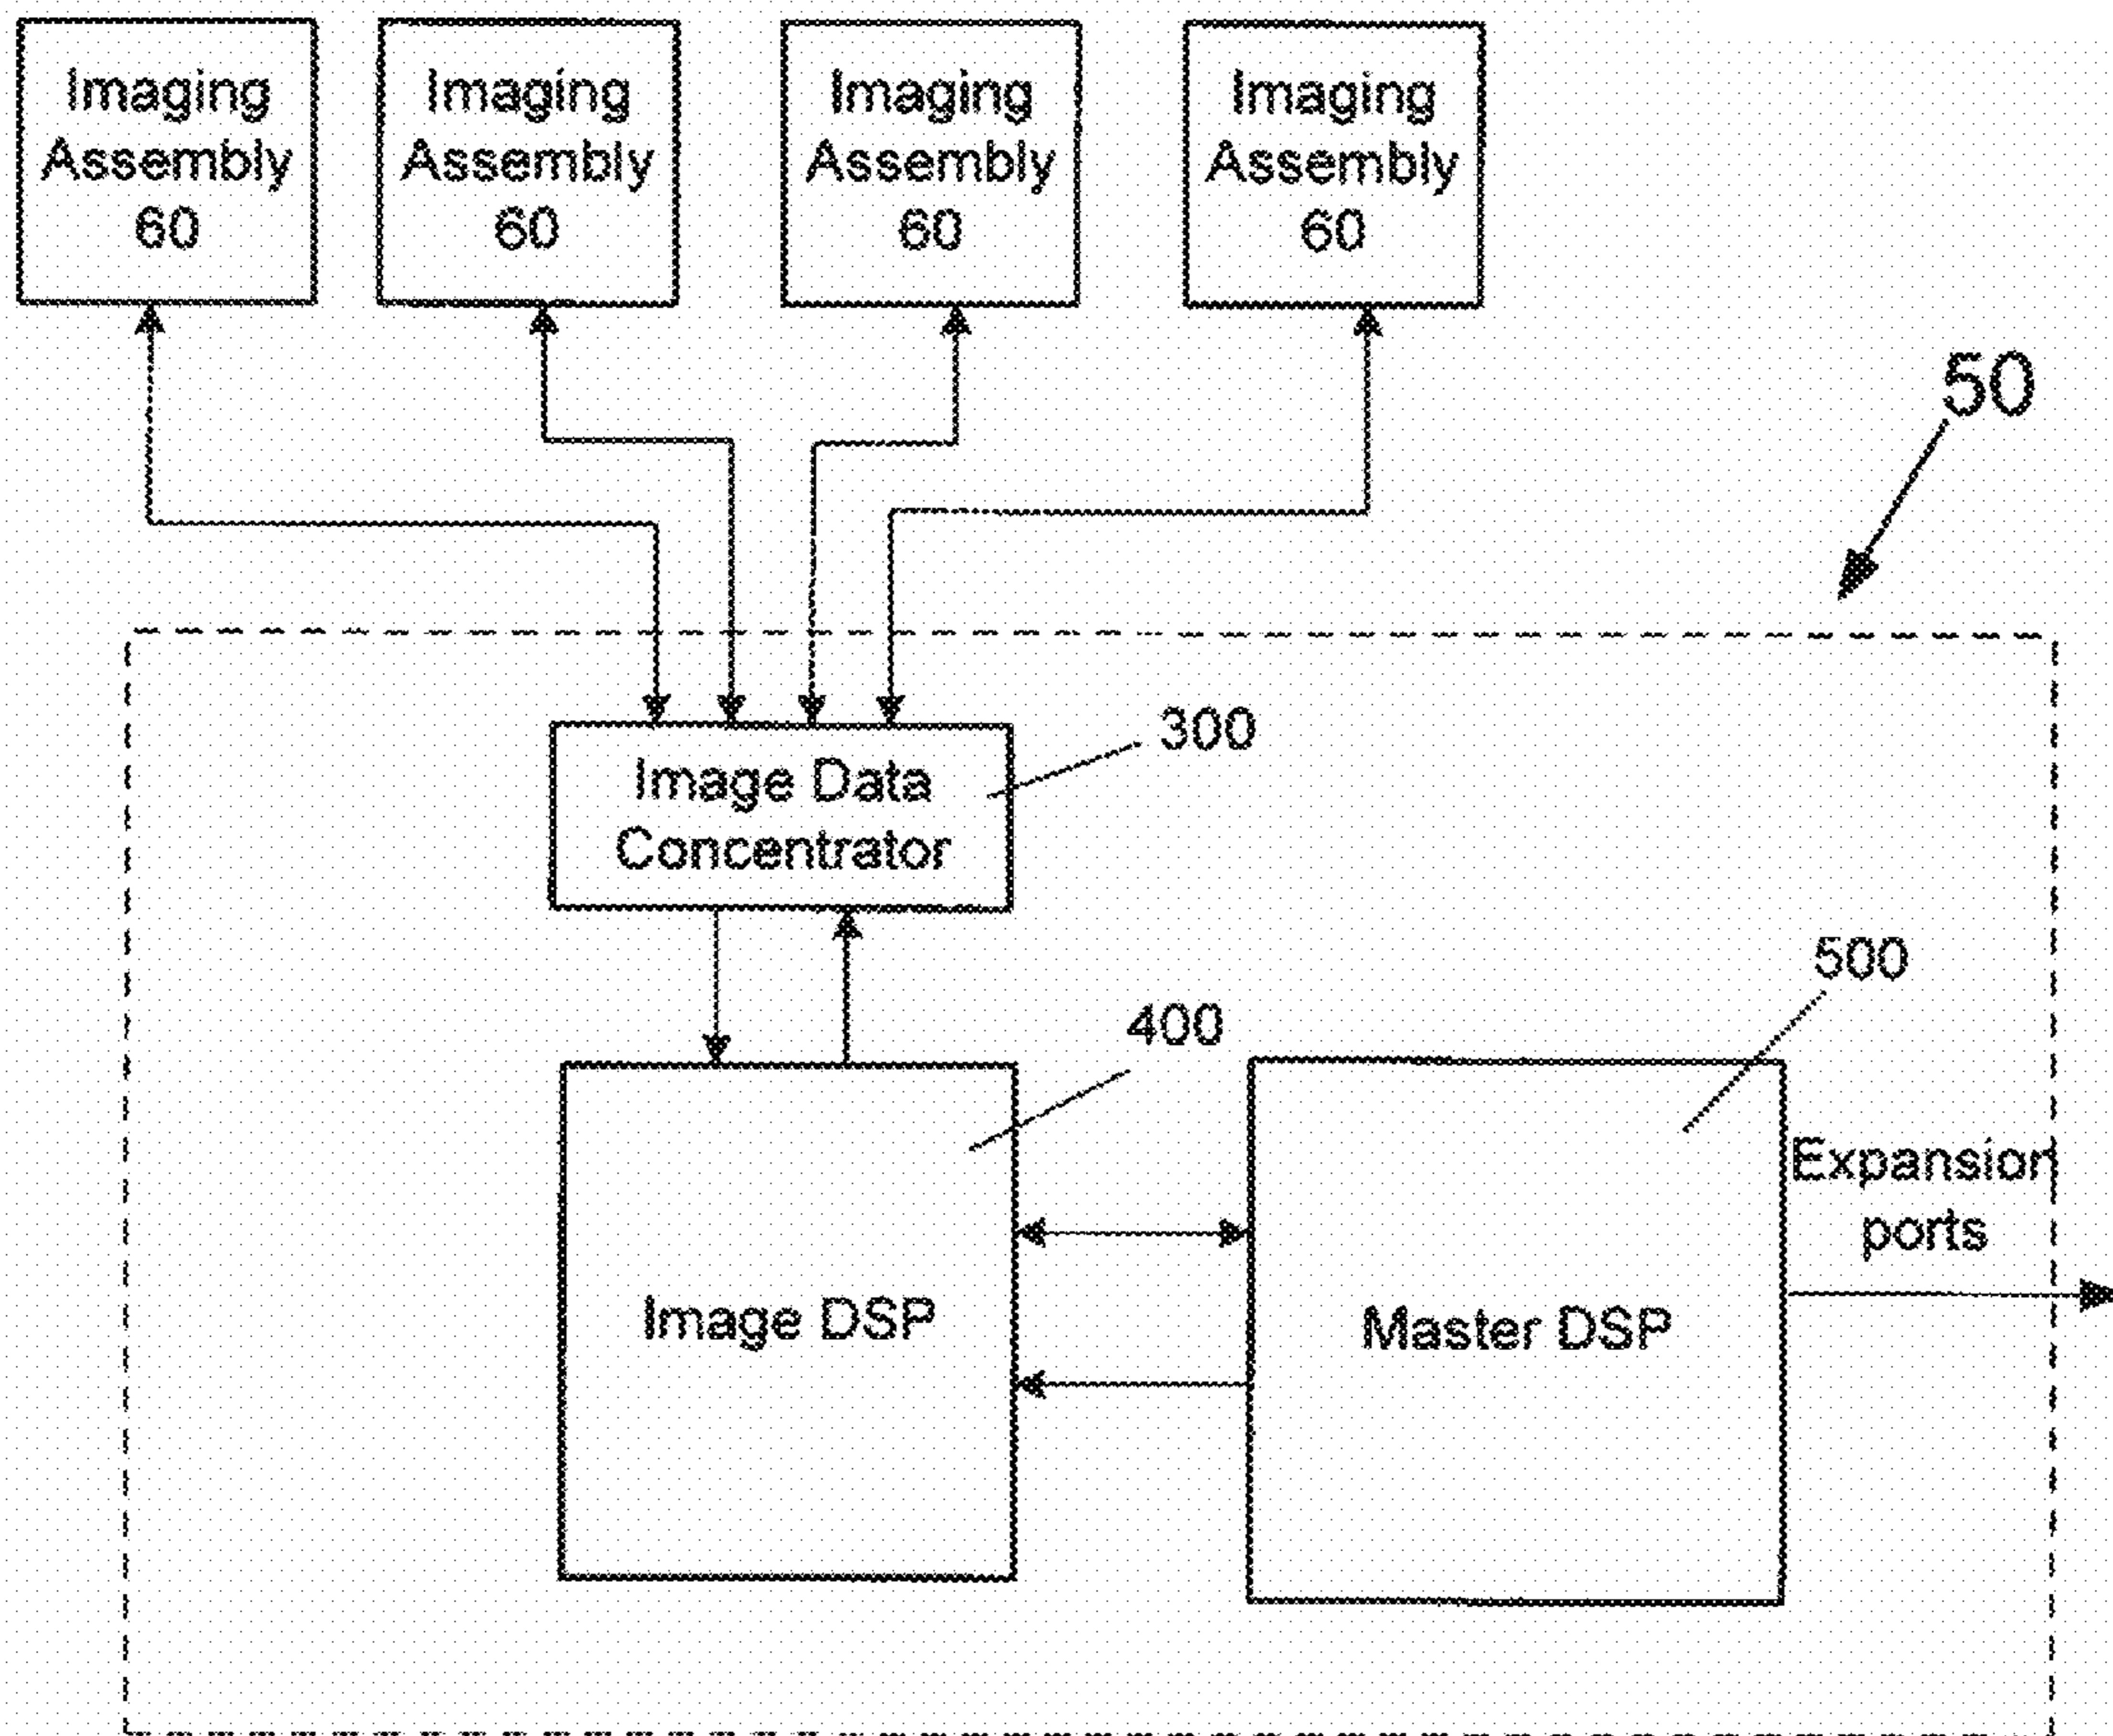 Imaging
Assembly
60
Imaging
Assembly
60
Imaging
Assembly
60
Imaging
Assembly
60
50
300
Image Data
Concentrator
500
400
Expansion
ports
Image DSP
Master DSP